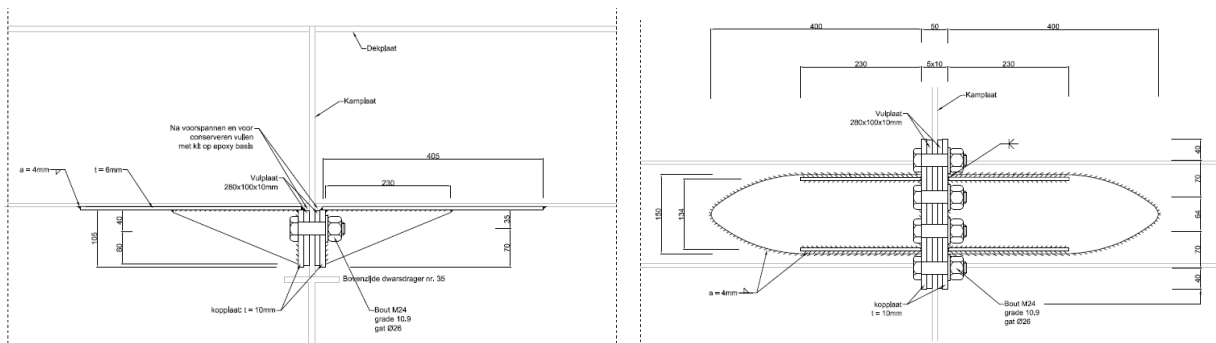 Dekplaat
Kamplaat
Na voorspannen en voor
conserveren vullen
met kit op epoxy basis
405
a = 4mm
t = 6mm
Vulplaat
280x100x10mm
230
105
40
60
35
70
Bovenzijde dwarsdrager nr. 35
kopplaat: t = 10mm
Bout M24
grade 10.9
gat Ø26
400
50
400
230
5x10
230
Kamplaat
Vulplaat
280x100x10mm
40
70
150
134
64
70
a = 4mm
40
kopplaat
t = 10mm
Bout M24
grade 10.9
gat Ø26